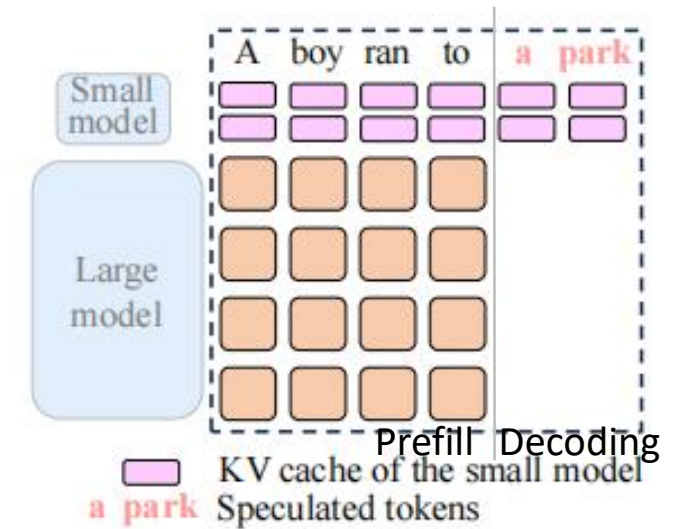 A boy ran to a park
Small
model
Large
model
Prefill Decoding
KV cache of the small model
a park Speculated tokens